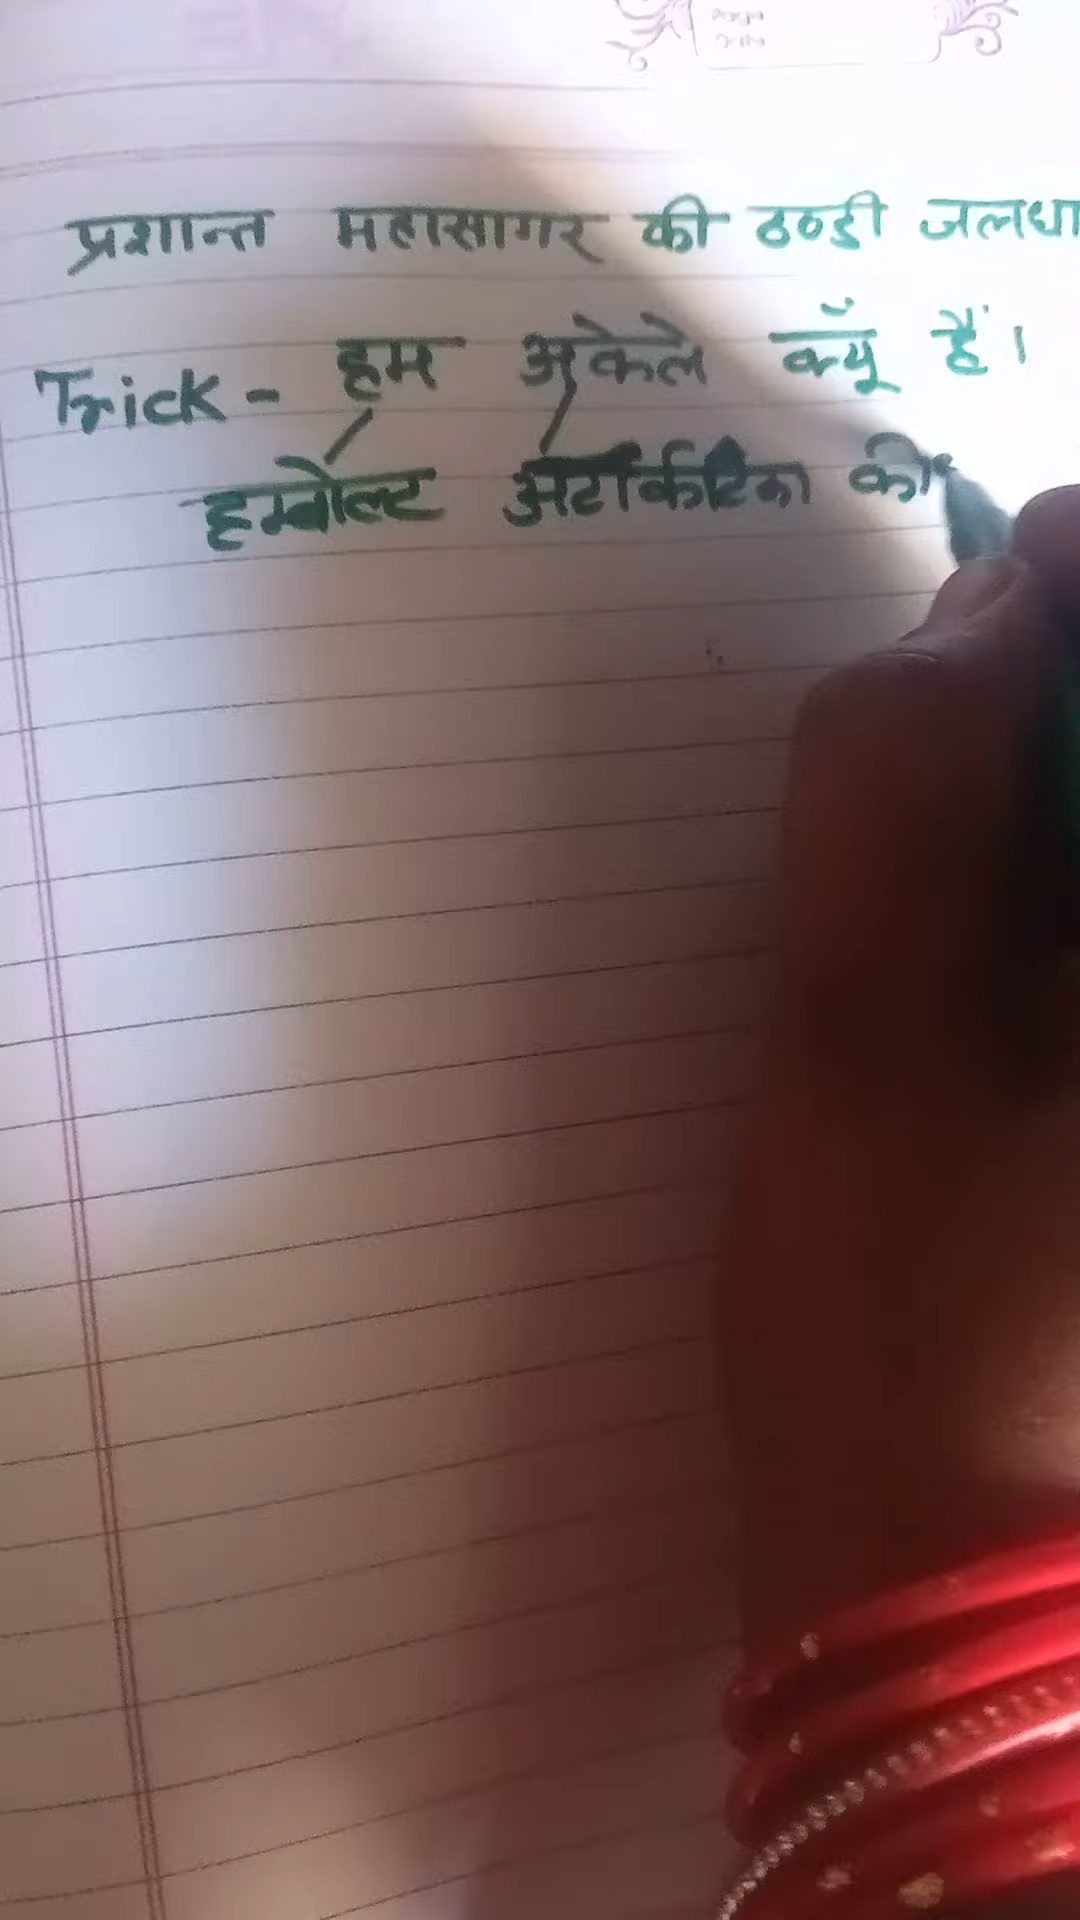 प्रशान्त महासागर की ठण्डी जलधा
Trick - हम अकेले क्यूँ हैं।
हम्बोल्ट अंटार्कटिका की